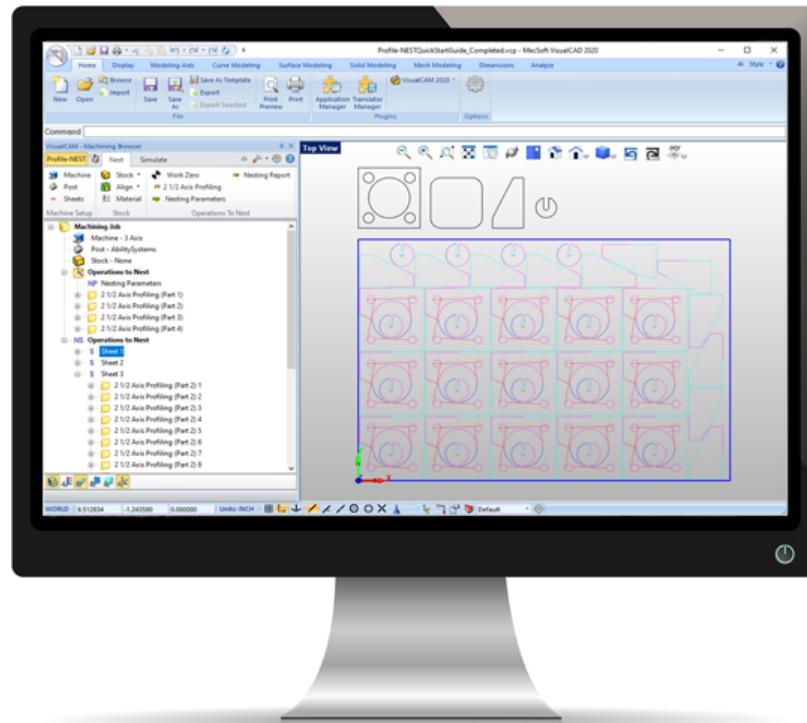 Profile-NESTQuickStartGuide_Completed.vcp - MecSoft VisualCAD 2020
Home Display Modeling Aids Curve Modeling Surface Modeling Solid Modeling Mesh Modeling Dimensions Analyze Style
New Open Browse Import Save Save As Save As Template Export Export Selected Print Preview Print Application Manager Translator Manager VisualCAM 2020
File Plugins Options
Command
VisualCAM - Machining Browser
Top View
Profile-NEST Nest Simulate
Machine Stock Work Zero Nesting Report
Post Align 2 1/2 Axis Profiling
Sheets Material Nesting Parameters
Machine Setup Stock Operations To Nest
Machining Job
Machine - 3 Axis
Post - AbilitySystems
Stock - None
Operations to Nest
NP Nesting Parameters
2 1/2 Axis Profiling (Part 1)
2 1/2 Axis Profiling (Part 2)
2 1/2 Axis Profiling (Part 3)
2 1/2 Axis Profiling (Part 4)
NS Operations to Nest
S Sheet 1
S Sheet 2
S Sheet 3
2 1/2 Axis Profiling (Part 2) 1
2 1/2 Axis Profiling (Part 2) 2
2 1/2 Axis Profiling (Part 2) 3
2 1/2 Axis Profiling (Part 2) 4
2 1/2 Axis Profiling (Part 2) 5
2 1/2 Axis Profiling (Part 2) 6
2 1/2 Axis Profiling (Part 2) 7
2 1/2 Axis Profiling (Part 2) 8
X
WORLD 9.512834 -1.243580 0.000000 Units: INCH Default